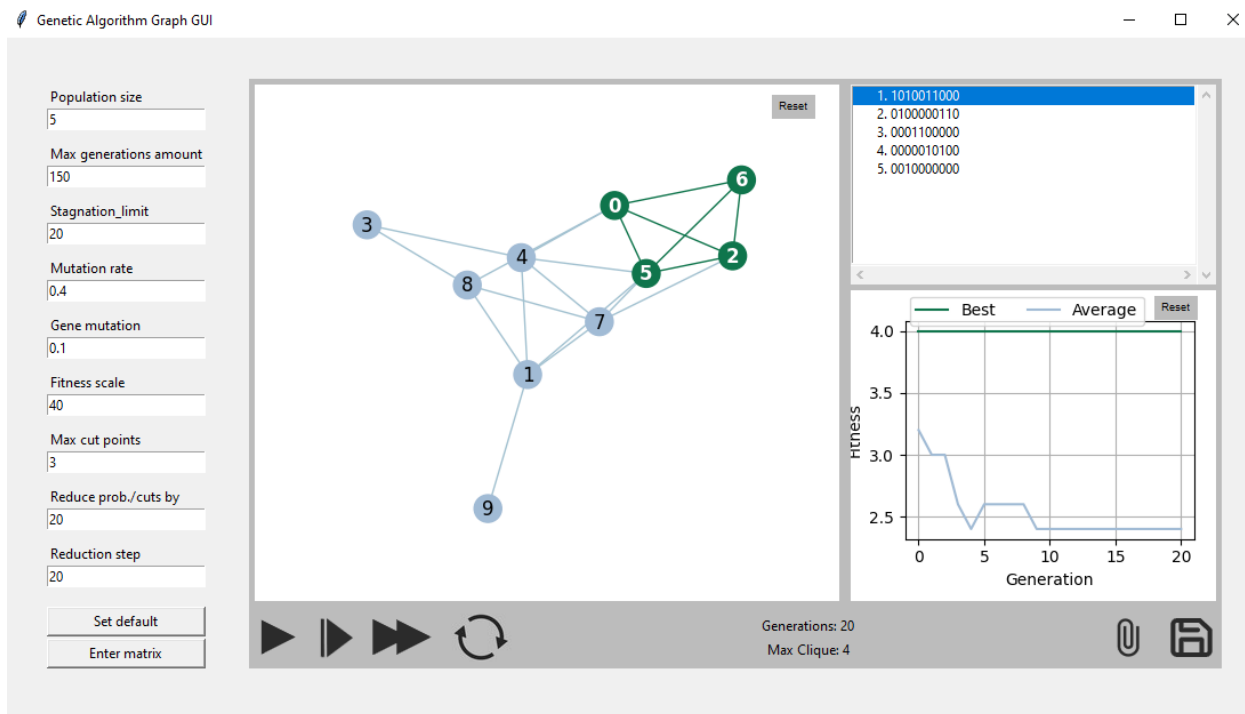 Genetic Algorithm Graph GUI
Population size
5
Max generations amount
150
Stagnation_limit
20
Mutation rate
0.4
Gene mutation
0.1
Fitness scale
40
Max cut points
3
Reduce prob./cuts by
20
Reduction step
20
Set default
Enter matrix
Reset
6
0
3
4
2
5
8
7
1
9
Generations: 20
Max Clique: 4
1. 1010011000
2. 0100000110
3. 0001100000
4. 0000010100
5. 0010000000
Best
Average
Reset
4.0
3.5
3.0
2.5
Fitness
0 5 10 15 20
Generation